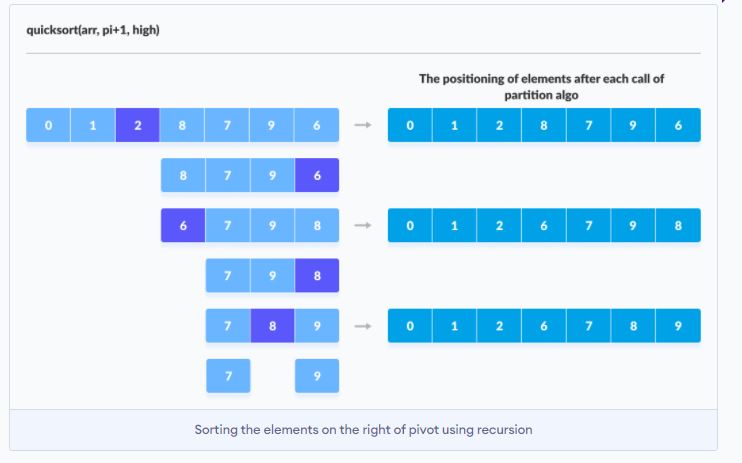 quicksort(arr, pi+1, high)
The positioning of elements after each call of
partition algo
0 1 2 8 7 9 6 → 0 1 2 8 7 9 6
8 7 9 6
6 7 9 8 → 0 1 2 6 7 9 8
7 9 8
7 8 9 → 0 1 2 6 7 8 9
7 9
Sorting the elements on the right of pivot using recursion